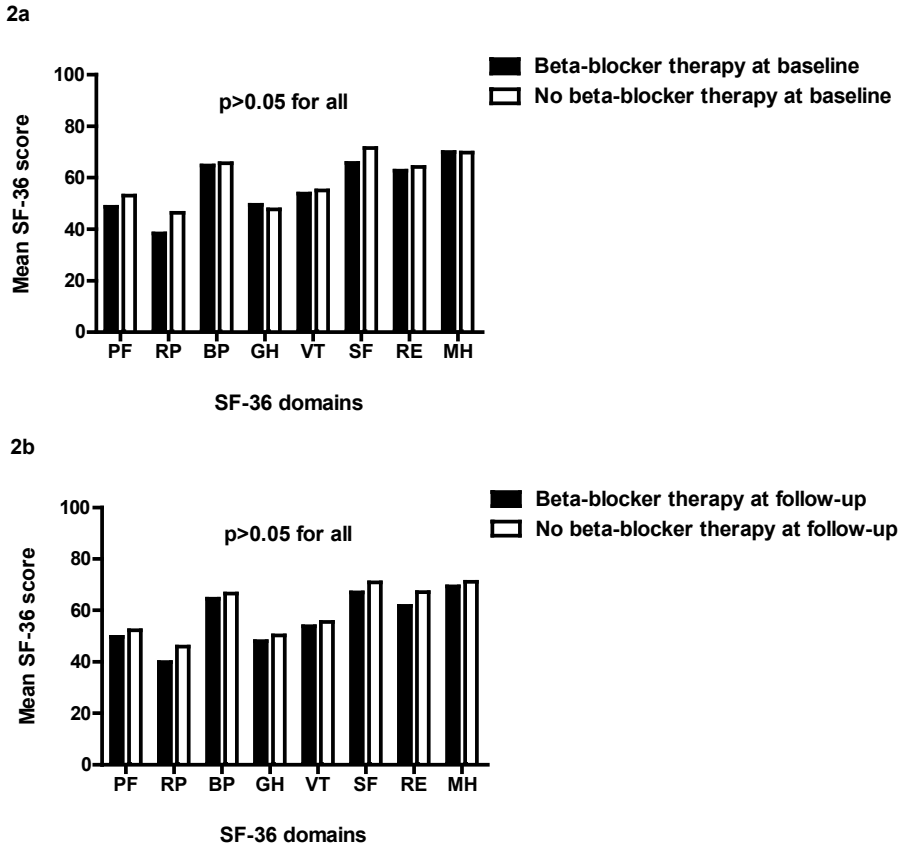 2a
Beta-blocker therapy at baseline
No beta-blocker therapy at baseline
p>0.05 for all
Mean SF-36 score
100
80
60
40
20
0
PF RP BP GH VT SF RE MH
SF-36 domains
2b
Beta-blocker therapy at follow-up
No beta-blocker therapy at follow-up
p>0.05 for all
Mean SF-36 score
100
80
60
40
20
0
PF RP BP GH VT SF RE MH
SF-36 domains